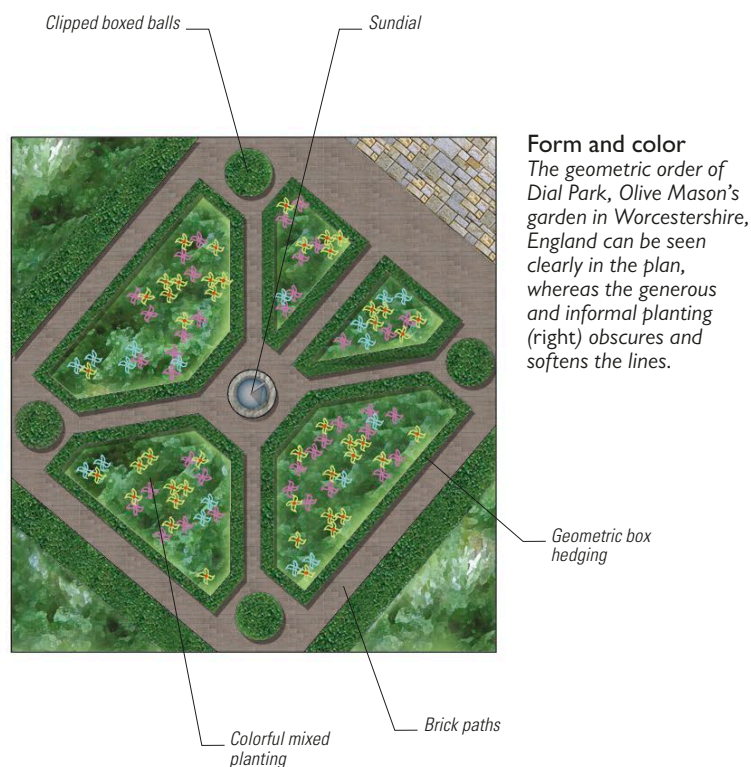 Clipped boxed balls
Sundial
Form and color
The geometric order of
Dial Park, Olive Mason’s
garden in Worcestershire,
England can be seen
clearly in the plan,
whereas the generous
and informal planting
(right) obscures and
softens the lines.
Geometric box
hedging
Brick paths
Colorful mixed
planting